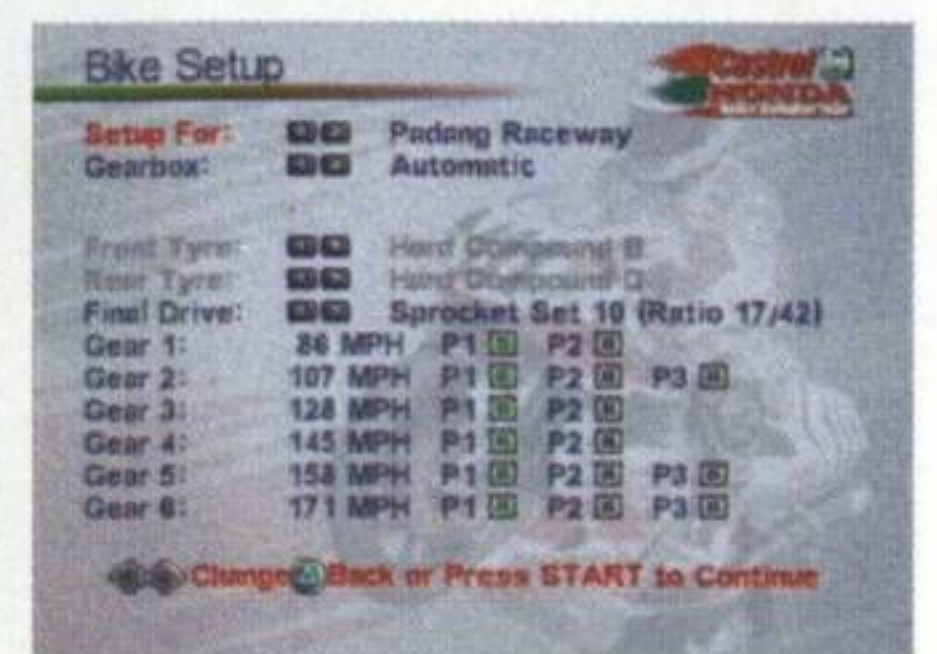 Bike Setup
Castrol
HONDA
Setup For: Padang Raceway
Gearbox: Automatic
Front Tyre: Hard Compound B
Rear Tyre: Hard Compound
Final Drive: Sprocket Set 10 (Ratio 17/42)
Gear 1: 86 MPH P1 P2
Gear 2: 107 MPH P1 P2 P3
Gear 3: 128 MPH P1 P2
Gear 4: 145 MPH P1 P2
Gear 5: 158 MPH P1 P2 P3
Gear 6: 171 MPH P1 P2 P3
Change Back or Press START to Continue